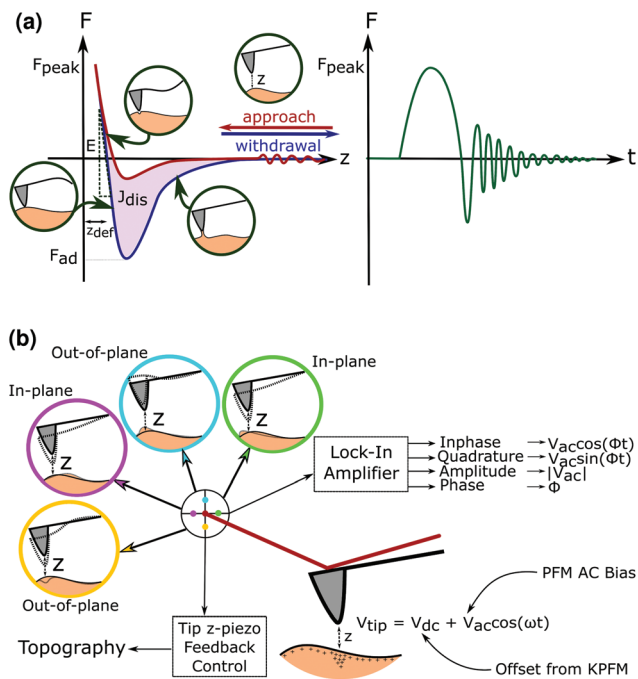 (a)
F
F
Fpeak
Fpeak
z
approach
withdrawal
z
t
E
Jdis
zdef
Fad
(b)
Out-of-plane
In-plane
In-plane
z
z
z
z
Out-of-plane
Lock-In
Amplifier
Inphase
Vaccos(Φt)
Quadrature
Vacsin(Φt)
Amplitude
|Vac|
Phase
Φ
PFM AC Bias
Vtip = Vdc + Vaccos(ωt)
z
Tip z-piezo
Feedback
Control
Topography
Offset from KPFM